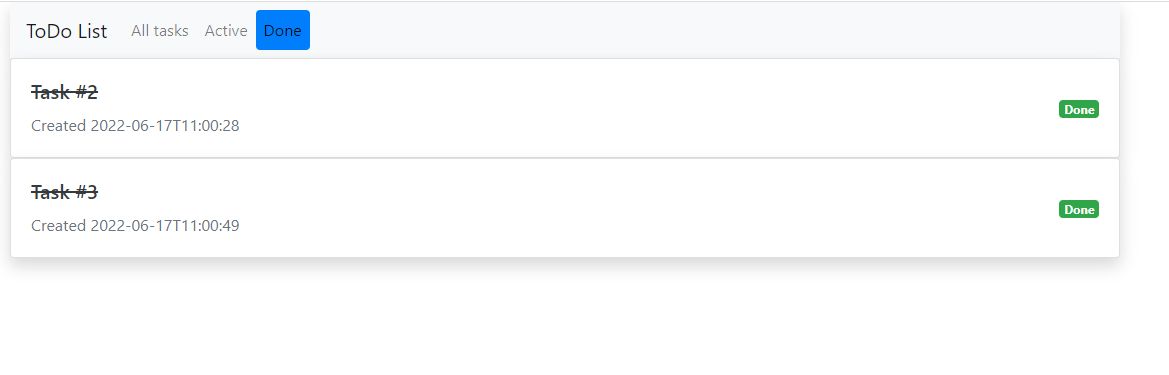 ToDo List All tasks Active Done
Task #2
Created 2022-06-17T11:00:28
Done
Task #3
Created 2022-06-17T11:00:49
Done